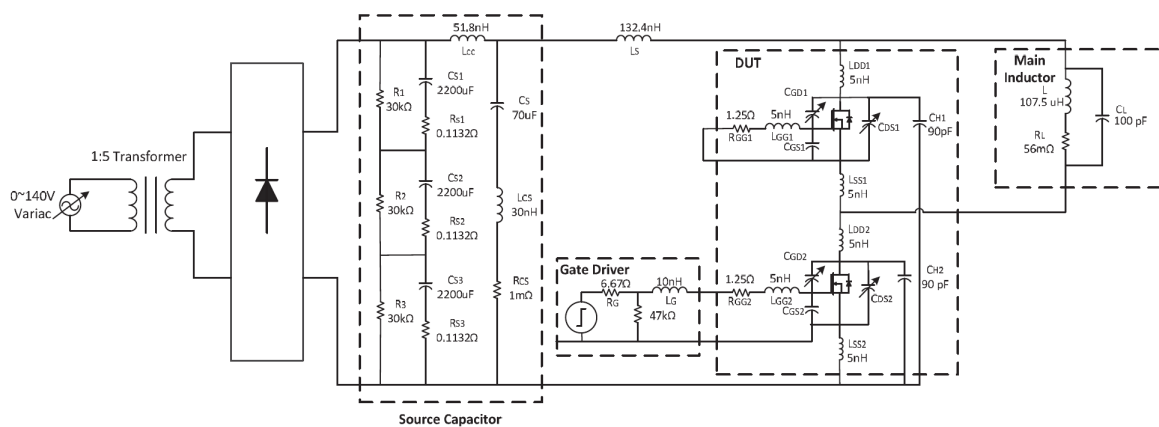 1:5 Transformer
0~140V
Variac
51.8nH
LCC
R1
30kΩ
CS1
2200uF
RS1
0.1132Ω
R2
30kΩ
CS2
2200uF
RS2
0.1132Ω
R3
30kΩ
CS3
2200uF
RS3
0.1132Ω
CS
70uF
LCS
30nH
RCS
1mΩ
Source Capacitor
132.4nH
LS
Gate Driver
6.67Ω
RG
10nH
LG
47kΩ
DUT
LDD1
5nH
CGD1
1.25Ω
RGG1
5nH
LGG1
CGS1
CDS1
CH1
90pF
LSS1
5nH
LDD2
5nH
CGD2
1.25Ω
RGG2
5nH
LGG2
CGS2
CDS2
CH2
90 pF
LSS2
5nH
Main
Inductor
L
107.5 uH
RL
56mΩ
CL
100 pF